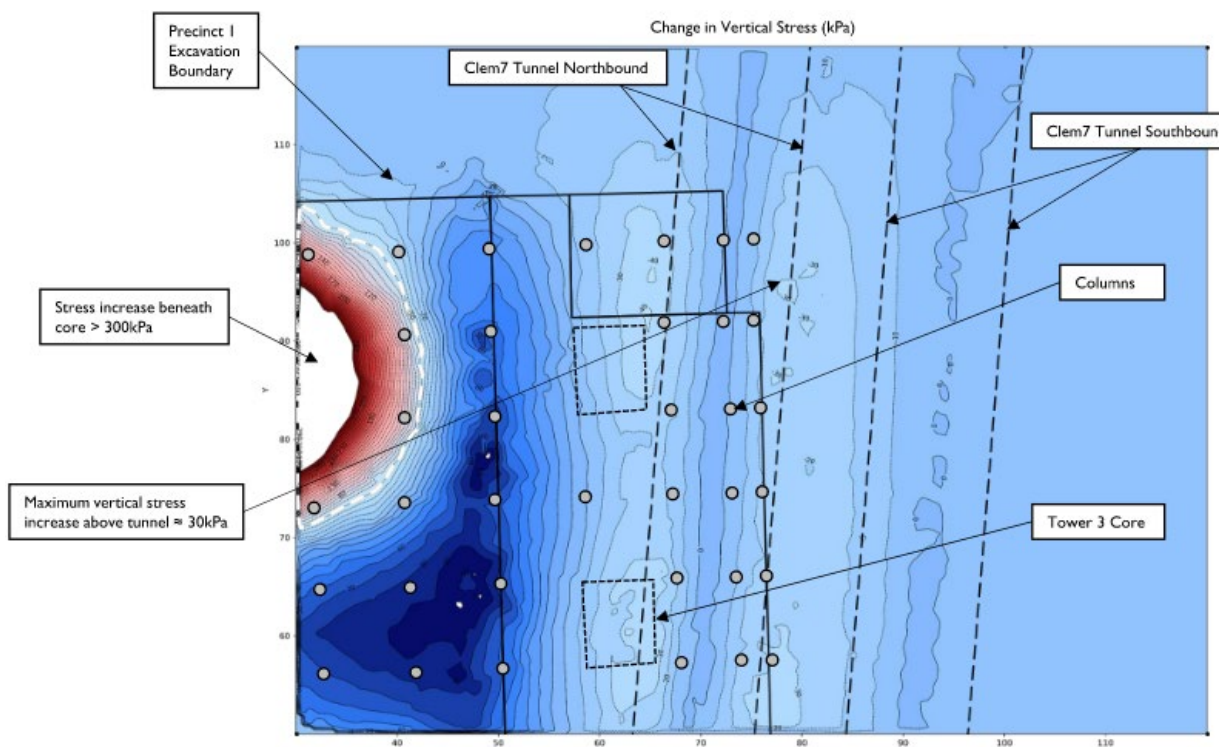 Change in Vertical Stress (kPa)
Precinct 1
Excavation
Boundary
Clem7 Tunnel Northbound
Clem7 Tunnel Southboun
Columns
Stress increase beneath
core > 300kPa
Maximum vertical stress
increase above tunnel ≈ 30kPa
Tower 3 Core
110
100
90
80
70
60
Y
40
50
60
70
80
90
100
110